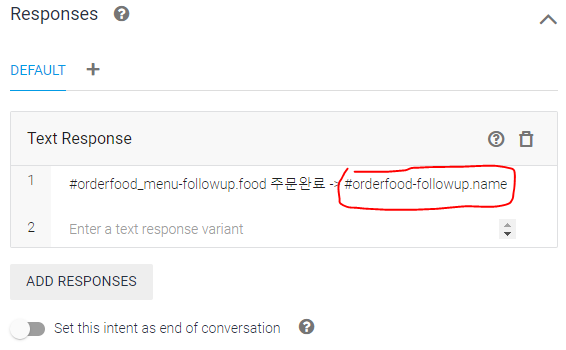 Responses
DEFAULT
Text Response
1 #orderfood_menu-followup.food 주문완료 -> #orderfood-followup.name
2 Enter a text response variant
ADD RESPONSES
Set this intent as end of conversation